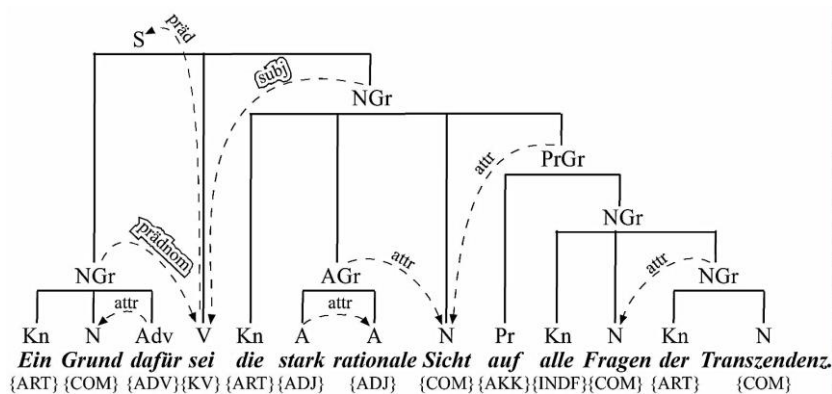 S präd
subj
NGr
attr PrGr
NGr
prädnom
NGr AGr attr attr NGr
attr attr
Kn N Adv V Kn A A N Pr Kn N Kn N
Ein Grund dafür sei die stark rationale Sicht auf alle Fragen der Transzendenz.
{ART} {COM} {ADV} {KV} {ART} {ADJ} {ADJ} {COM} {AKK} {INDF} {COM} {ART} {COM}